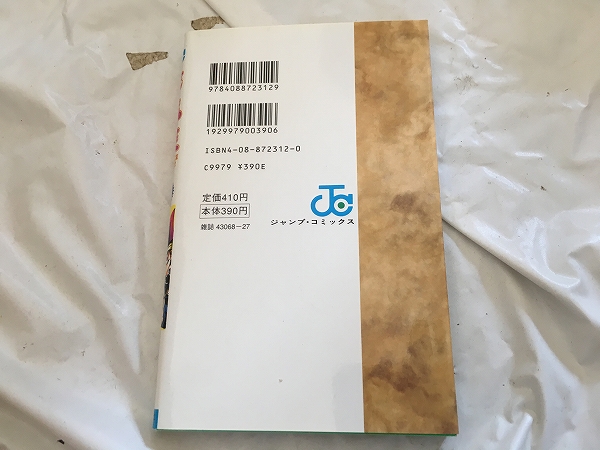 9784088723129
1929979003906
ISBN4-08-872312-0
C9979 ¥390E
定価410円
本体390円
雑誌 43068-27
JC
ジャンプ・コミックス